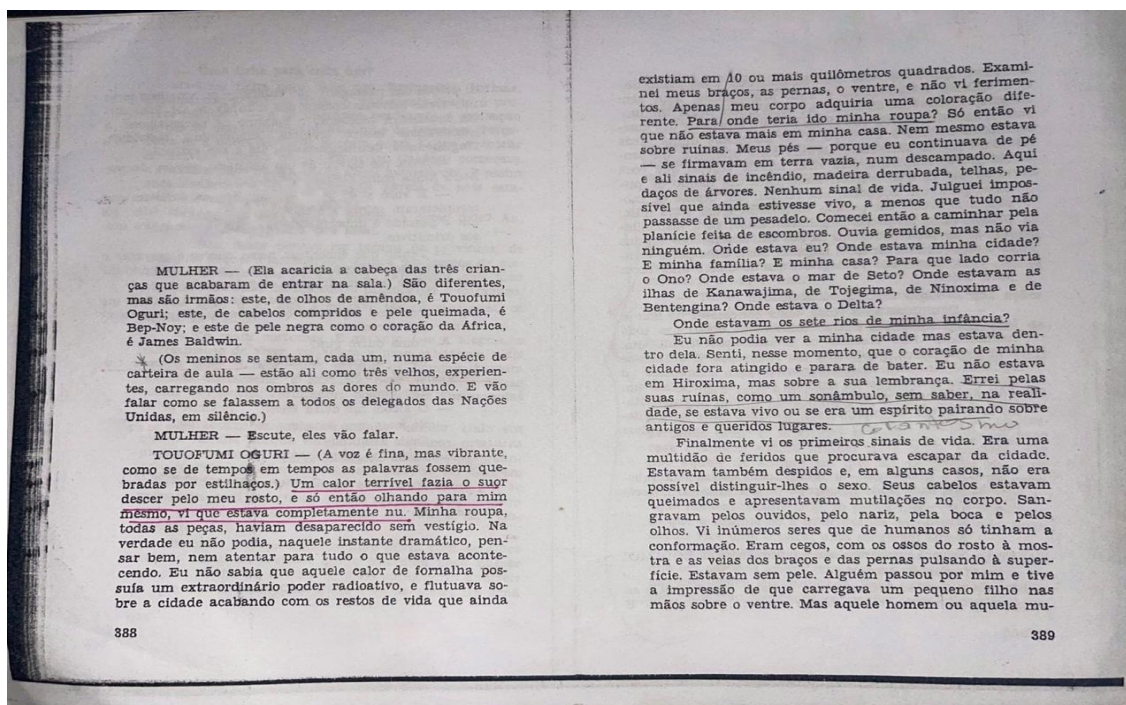 MULHER — (Ela acaricia a cabeça das três crian-
ças que acabaram de entrar na sala.) São diferentes,
mas são irmãos: este, de olhos de amêndoa, é Touofumi
Oguri; este, de cabelos compridos e pele queimada, é
Bep-Noy; e este de pele negra como o coração da África,
é James Baldwin.
(Os meninos se sentam, cada um, numa espécie de
carteira de aula — estão ali como três velhos, experien-
tes, carregando nos ombros as dores do mundo. E vão
falar como se falassem a todos os delegados das Nações
Unidas, em silêncio.)
MULHER — Escute, eles vão falar.
TOUOFUMI OGURI — (A voz é fina, mas vibrante,
como se de tempos em tempos as palavras fossem que-
bradas por estilhaços.) Um calor terrível fazia o suor
descer pelo meu rosto, e só então olhando para mim
mesmo, vi que estava completamente nu. Minha roupa,
todas as peças, haviam desaparecido sem vestígio. Na
verdade eu não podia, naquele instante dramático, pen-
sar bem, nem atentar para tudo o que estava aconte-
cendo. Eu não sabia que aquele calor de fornalha pos-
suía um extraordinário poder radioativo, e flutuava so-
bre a cidade acabando com os restos de vida que ainda
388
existiam em 10 ou mais quilômetros quadrados. Exami-
nei meus braços, as pernas, o ventre, e não vi ferimen-
tos. Apenas meu corpo adquiria uma coloração dife-
rente. Para onde teria ido minha roupa? Só então vi
que não estava mais em minha casa. Nem mesmo estava
sobre ruínas. Meus pés — porque eu continuava de pé
— se firmavam em terra vazia, num descampado. Aqui
e ali sinais de incêndio, madeira derrubada, telhas, pe-
daços de árvores. Nenhum sinal de vida. Julguei impos-
sível que ainda estivesse vivo, a menos que tudo não
passasse de um pesadelo. Comecei então a caminhar pela
planície feita de escombros. Ouvia gemidos, mas não via
ninguém. Onde estava eu? Onde estava minha cidade?
E minha família? E minha casa? Para que lado corria
o Ono? Onde estava o mar de Seto? Onde estavam as
ilhas de Kanawajima, de Tojegima, de Ninoxima e de
Bentengina? Onde estava o Delta?
Onde estavam os sete rios de minha infância?
Eu não podia ver a minha cidade mas estava den-
tro dela. Senti, nesse momento, que o coração de minha
cidade fora atingido e parara de bater. Eu não estava
em Hiroxima, mas sobre a sua lembrança. Errei pelas
suas ruínas, como um sonâmbulo, sem saber, na reali-
dade, se estava vivo ou se era um espírito pairando sobre
antigos e queridos lugares.
Finalmente vi os primeiros sinais de vida. Era uma
multidão de feridos que procurava escapar da cidade.
Estavam também despidos e, em alguns casos, não era
possível distinguir-lhes o sexo. Seus cabelos estavam
queimados e apresentavam mutilações no corpo. San-
gravam pelos ouvidos, pelo nariz, pela boca e pelos
olhos. Vi inúmeros seres que de humanos só tinham a
conformação. Eram cegos, com os ossos do rosto à mos-
tra e as veias dos braços e das pernas pulsando à super-
fície. Estavam sem pele. Alguém passou por mim e tive
a impressão de que carregava um pequeno filho nas
mãos sobre o ventre. Mas aquele homem ou aquela mu-
389